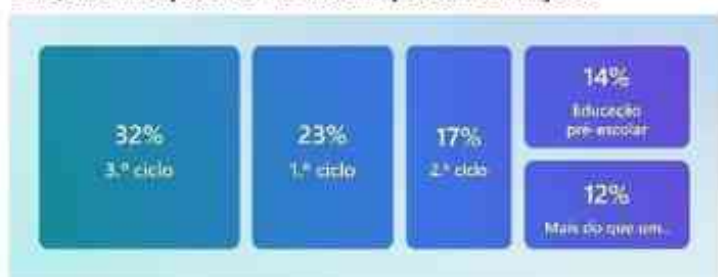 32%
3.º ciclo
23%
1.º ciclo
17%
2.º ciclo
14%
Educação
pré-escolar
12%
Mais do que um...